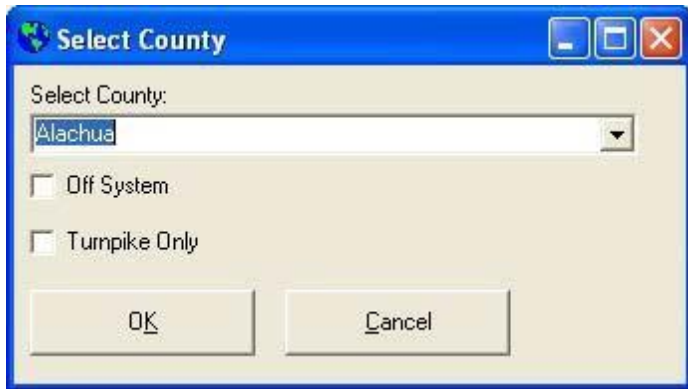 Select County
Select County:
Alachua
Off System
Turnpike Only
OK
Cancel